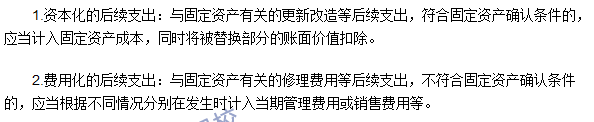 1.资本化的后续支出：与固定资产有关的更新改造等后续支出，符合固定资产确认条件的，
应当计入固定资产成本，同时将被替换部分的账面价值扣除。
2.费用化的后续支出：与固定资产有关的修理费用等后续支出，不符合固定资产确认条件
的，应当根据不同情况分别在发生时计入当期管理费用或销售费用等。